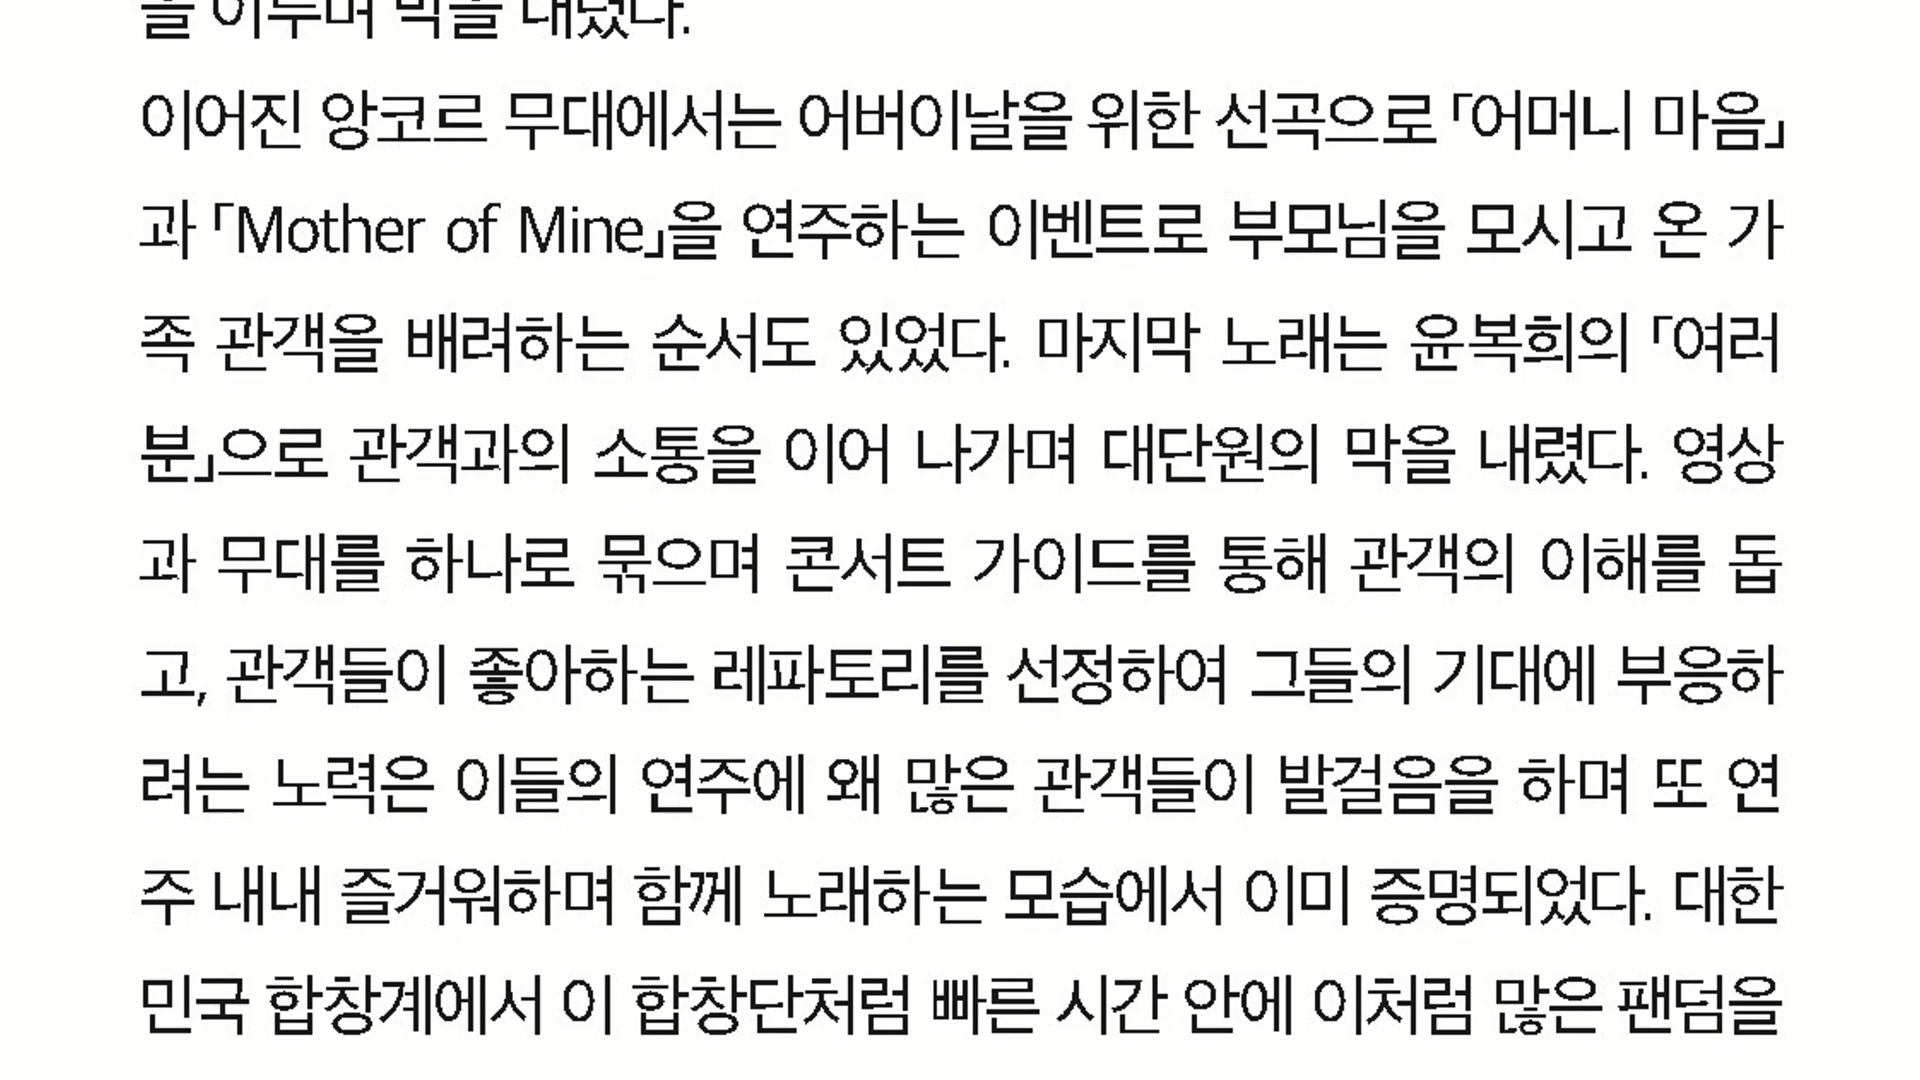 을 이루며 막을 내렸다.
이어진 앙코르 무대에서는 어버이날을 위한 선곡으로 「어머니 마음」
과 「Mother of Mine」을 연주하는 이벤트로 부모님을 모시고 온 가
족 관객을 배려하는 순서도 있었다. 마지막 노래는 윤복희의 「여러
분」으로 관객과의 소통을 이어 나가며 대단원의 막을 내렸다. 영상
과 무대를 하나로 묶으며 콘서트 가이드를 통해 관객의 이해를 돕
고, 관객들이 좋아하는 레파토리를 선정하여 그들의 기대에 부응하
려는 노력은 이들의 연주에 왜 많은 관객들이 발걸음을 하며 또 연
주 내내 즐거워하며 함께 노래하는 모습에서 이미 증명되었다. 대한
민국 합창계에서 이 합창단처럼 빠른 시간 안에 이처럼 많은 팬덤을